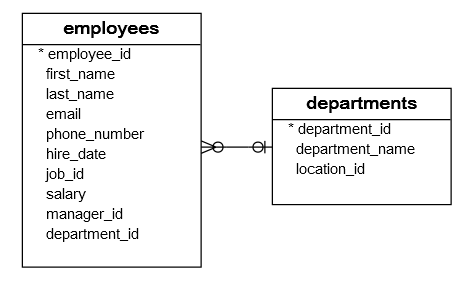 employees
* employee_id
first_name
last_name
email
phone_number
hire_date
job_id
salary
manager_id
department_id
departments
* department_id
department_name
location_id